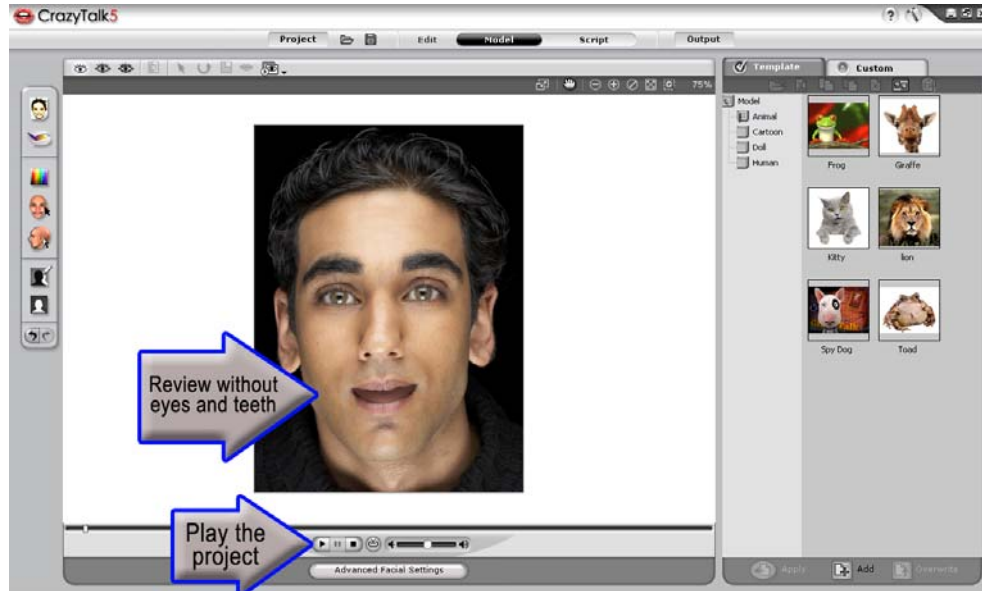 CrazyTalk5
Project Edit Model Script Output
75%
Template Custom
Model
Animal
Cartoon
Doll
Human
Frog Giraffe
Kitty lion
Spy Dog Toad
Review without
eyes and teeth
Play the
project
Advanced Facial Settings
Apply Add Overwrite